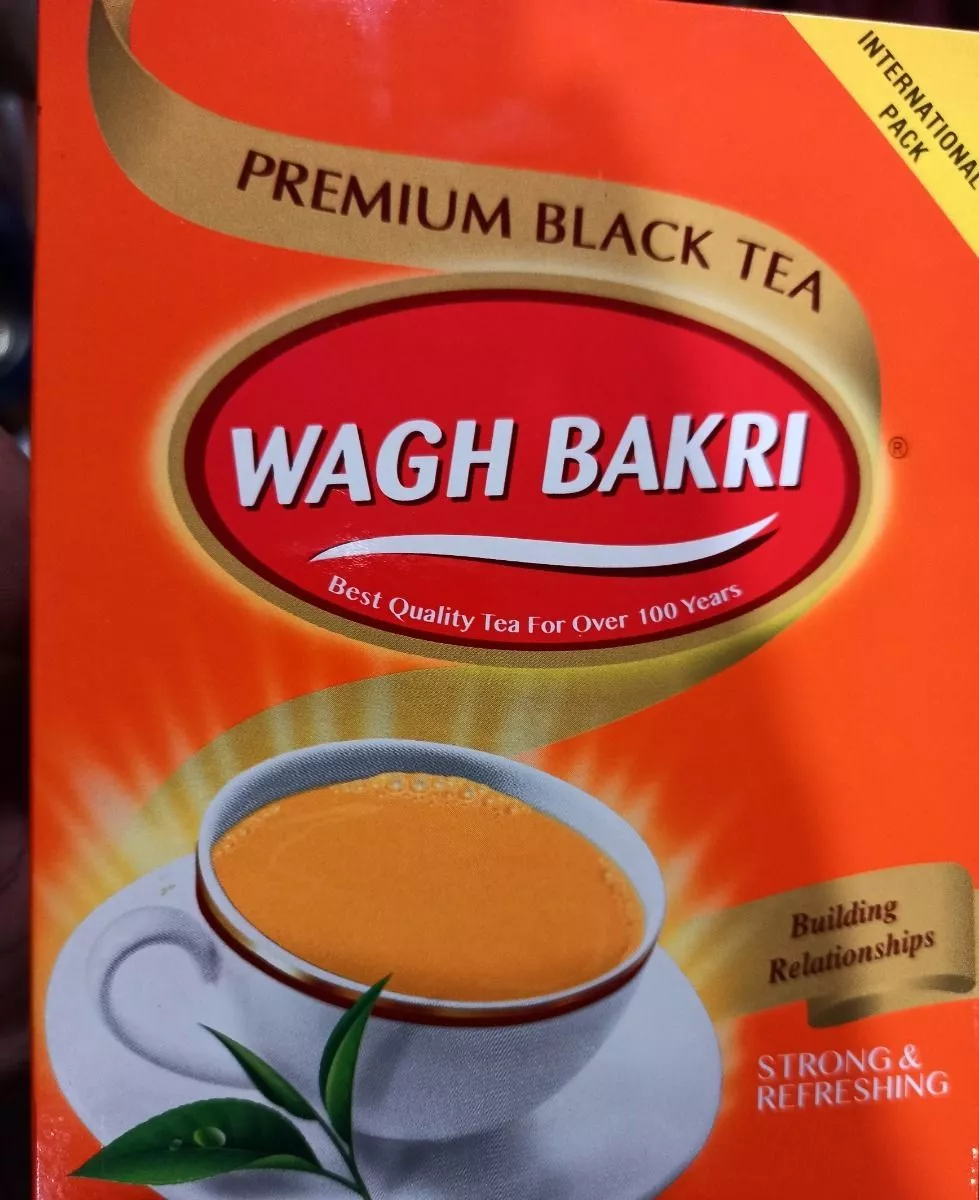 INTERNATIONAL
PACK
PREMIUM BLACK TEA
WAGH BAKRI
®
Best Quality Tea For Over 100 Years
Building
Relationships
STRONG &
REFRESHING